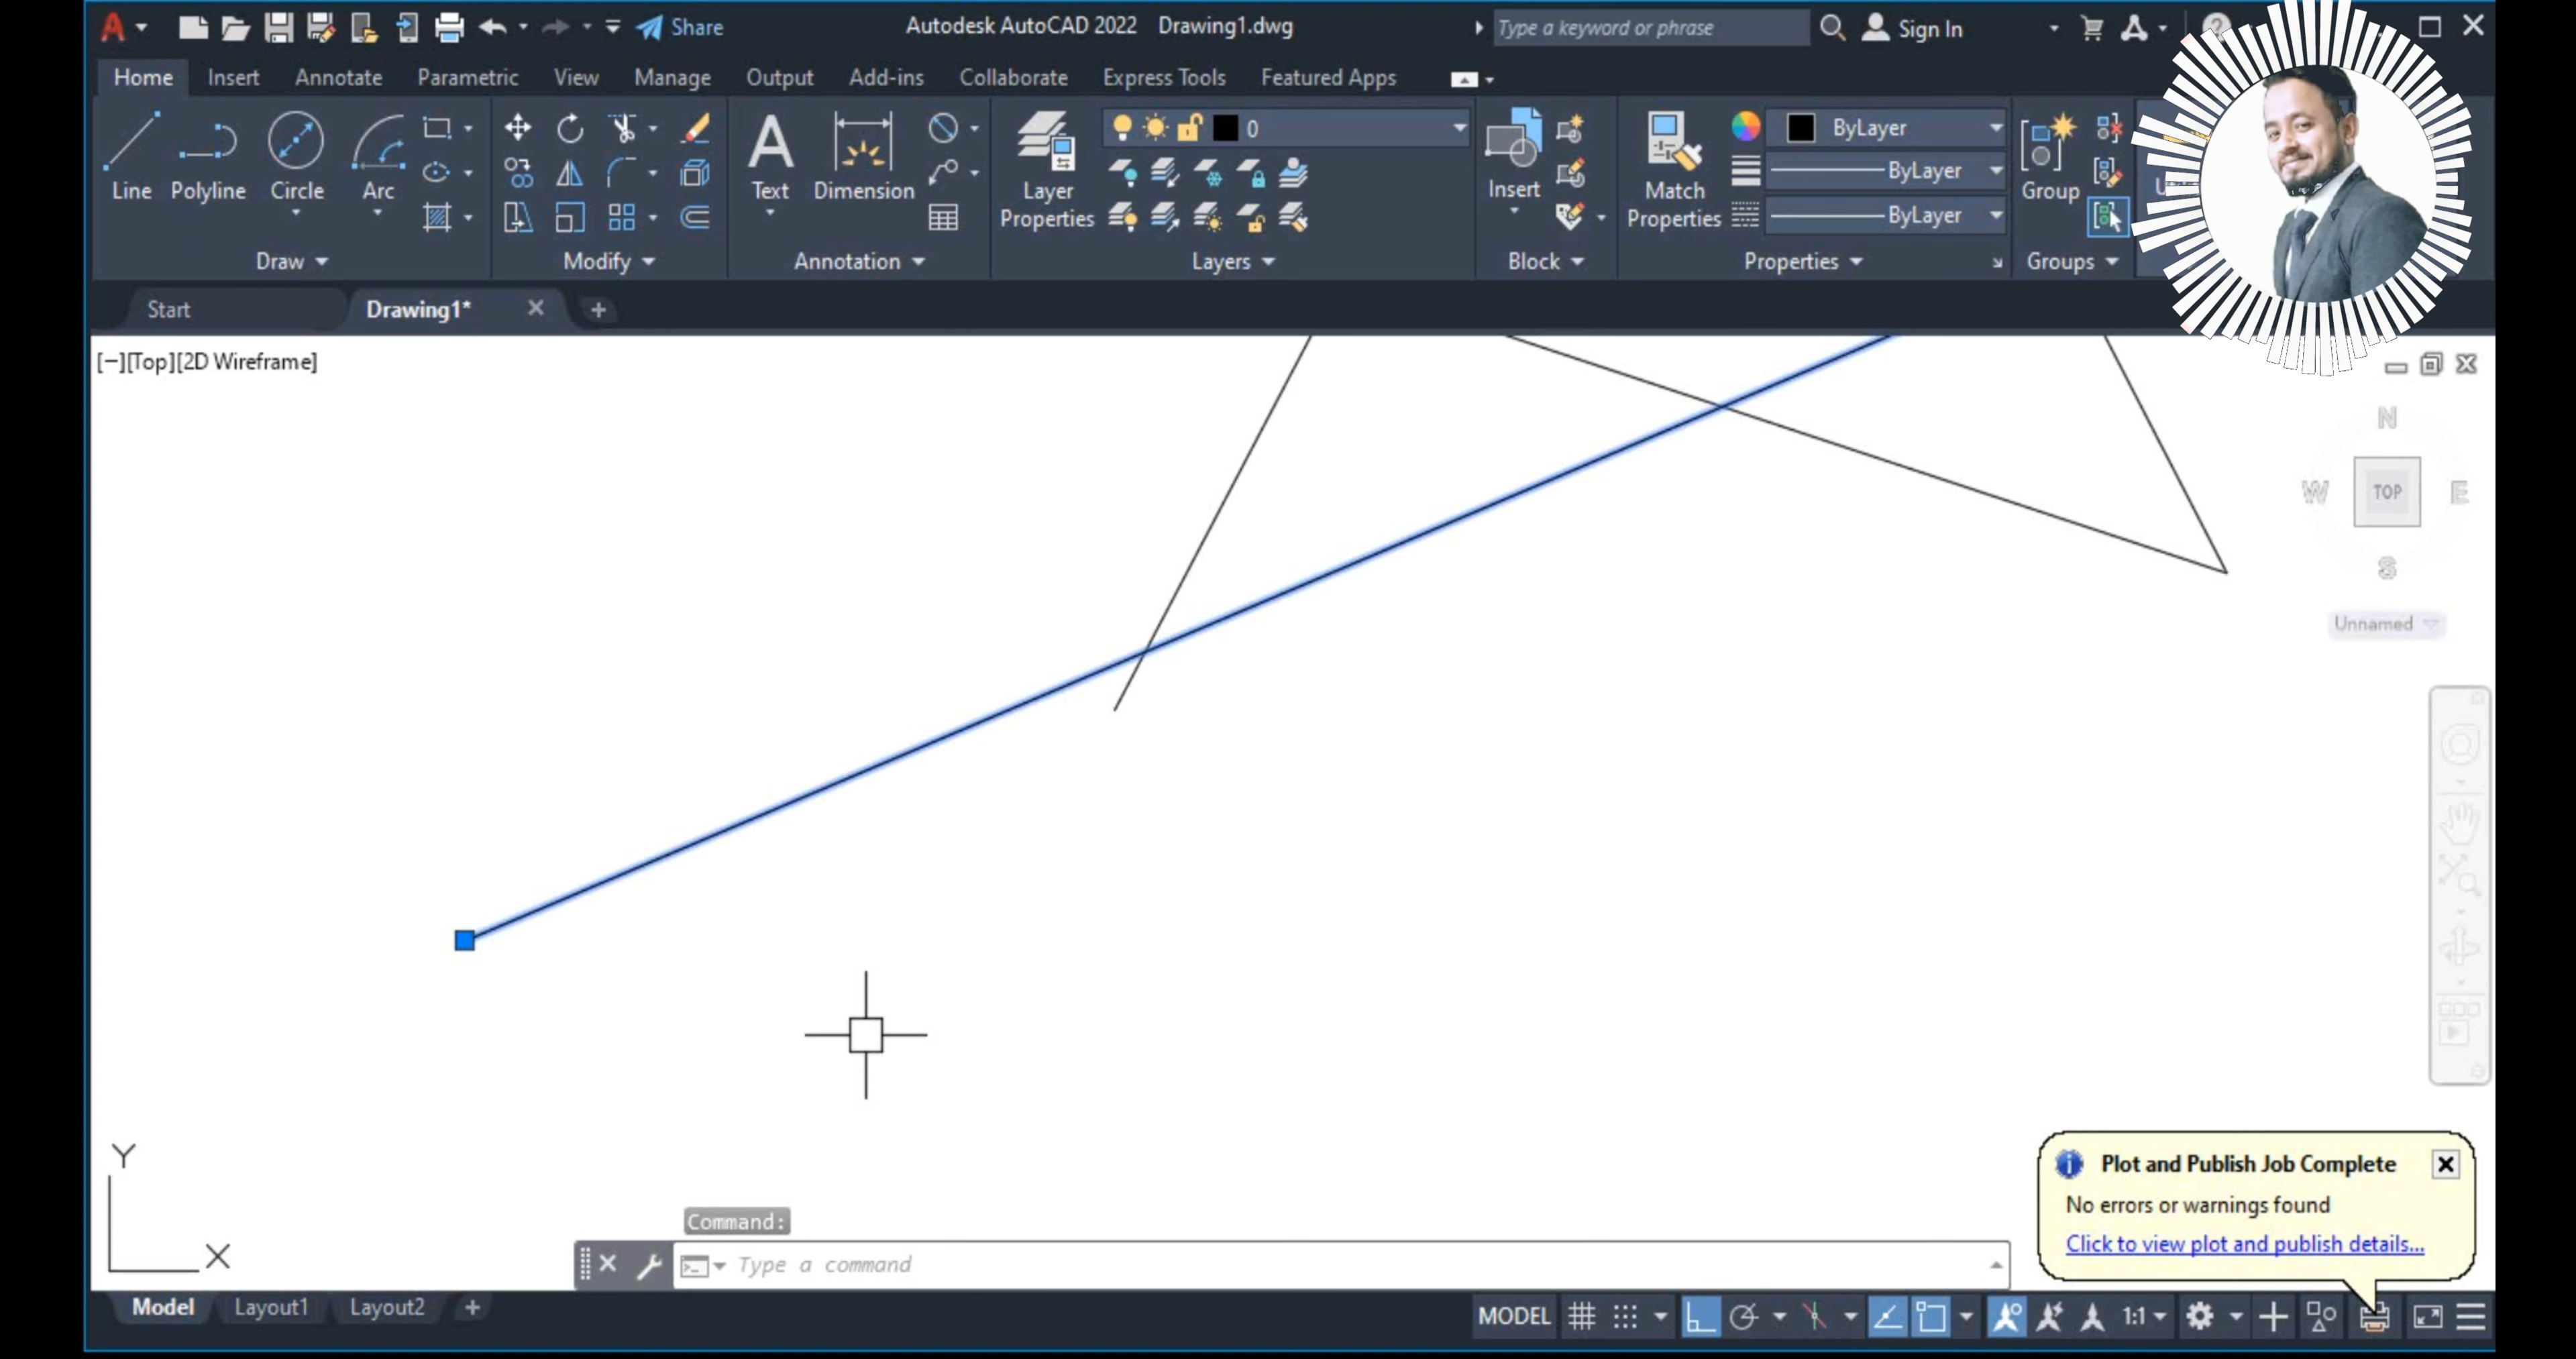 Share
Autodesk AutoCAD 2022 Drawing1.dwg
Type a keyword or phrase
Sign In
Home Insert Annotate Parametric View Manage Output Add-ins Collaborate Express Tools Featured Apps
Line Polyline Circle Arc
Text Dimension
Layer Properties
0
Insert
Match Properties
ByLayer
ByLayer
ByLayer
Group
Draw Modify Annotation Layers Block Properties Groups
Start Drawing1*
[−][Top][2D Wireframe]
N
W TOP E
S
Unnamed
Y
X
Plot and Publish Job Complete
No errors or warnings found
Click to view plot and publish details...
Command:
Type a command
Model Layout1 Layout2
MODEL 1:1